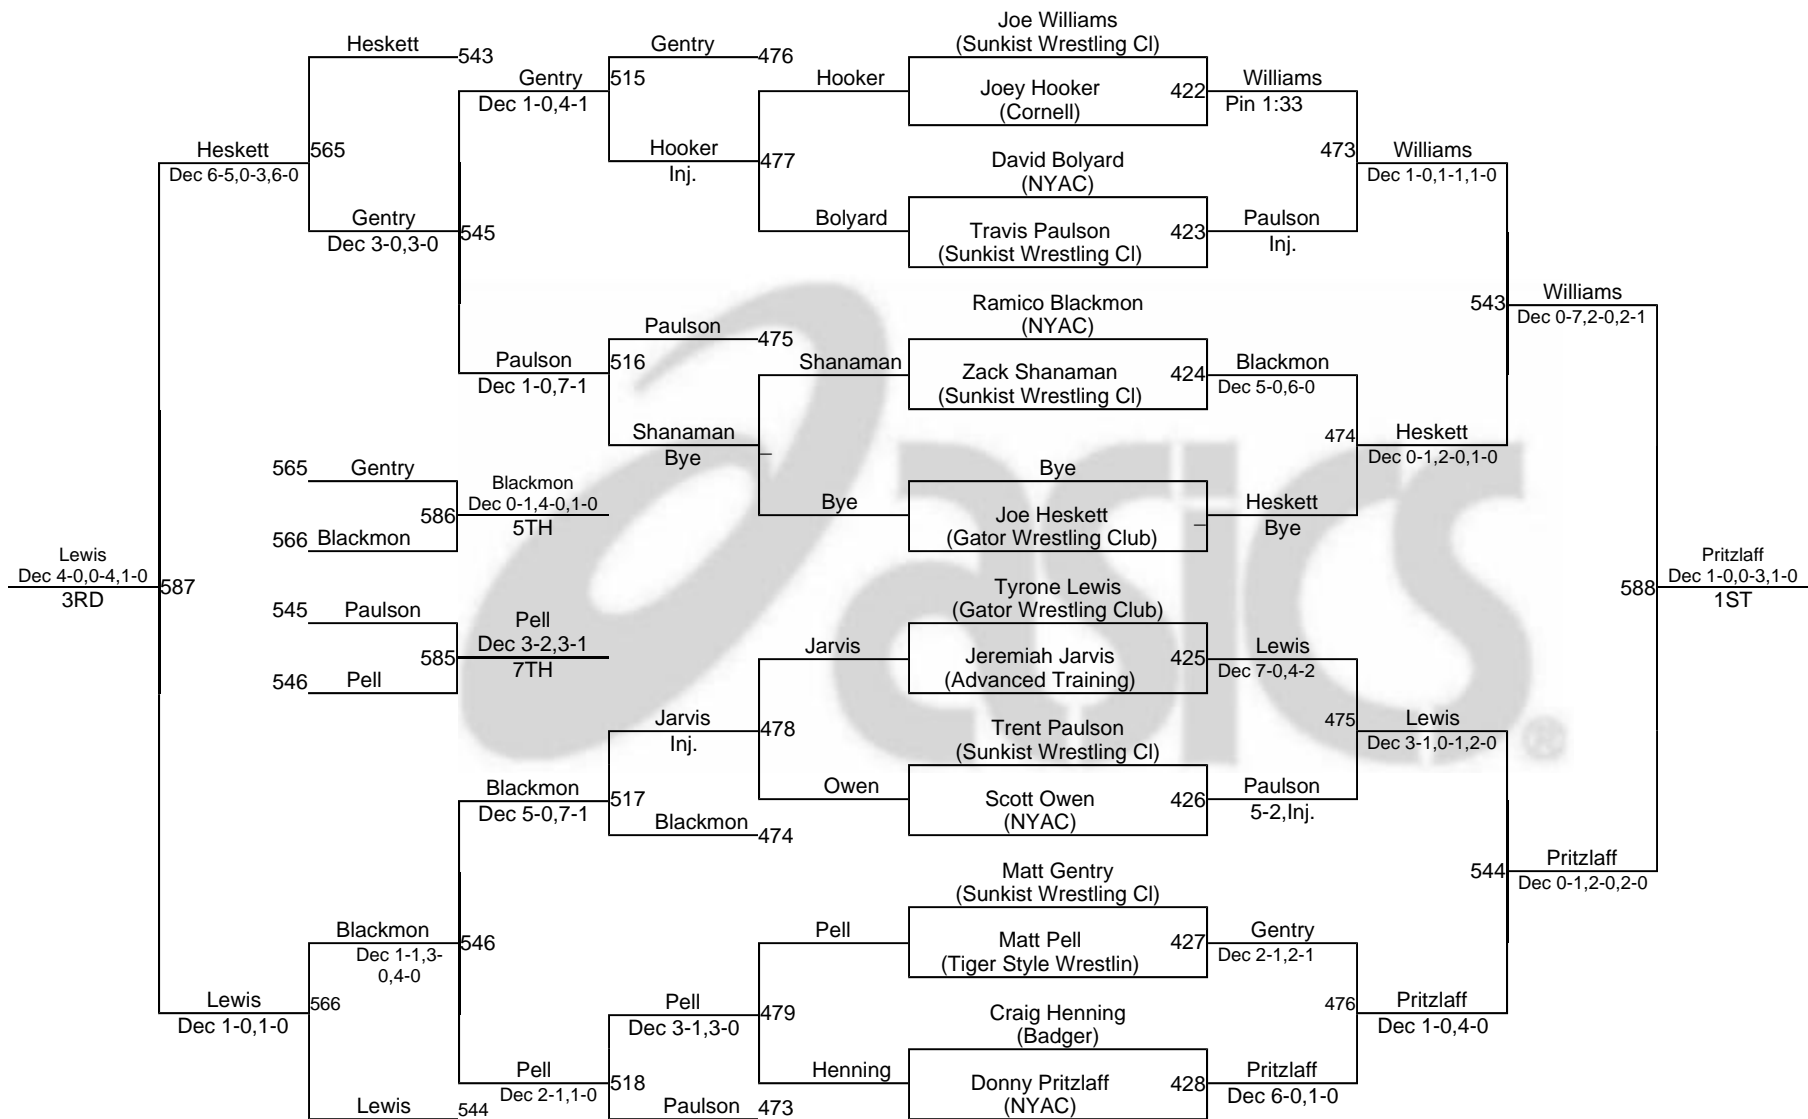 Joe Williams
(Sunkist Wrestling Cl)
Heskett
543
Gentry
476
Gentry
515
Hooker
Joey Hooker
422
Williams
Dec 1-0,4-1
(Cornell)
Pin 1:33
Heskett
565
Hooker
477
David Bolyard
473
Williams
Dec 6-5,0-3,6-0
Inj.
(NYAC)
Dec 1-0,1-1,1-0
Gentry
545
Bolyard
Travis Paulson
423
Paulson
Dec 3-0,3-0
(Sunkist Wrestling Cl)
Inj.
Ramico Blackmon
543
Williams
Paulson
475
(NYAC)
Dec 0-7,2-0,2-1
Paulson
516
Shanaman
Zack Shanaman
424
Blackmon
Dec 1-0,7-1
(Sunkist Wrestling Cl)
Dec 5-0,6-0
Shanaman
474
Heskett
Bye
Dec 0-1,2-0,1-0
565
Gentry
Blackmon
Bye
Dec 0-1,4-0,1-0
586
5TH
Bye
Joe Heskett
Heskett
566
Blackmon
(Gator Wrestling Club)
Bye
asics
®
Lewis
Dec 4-0,0-4,1-0
587
3RD
Pritzlaff
588
Dec 1-0,0-3,1-0
1ST
Tyrone Lewis
545
Paulson
(Gator Wrestling Club)
Pell
Dec 3-2,3-1
585
7TH
Jarvis
Jeremiah Jarvis
425
Lewis
546
Pell
(Advanced Training)
Dec 7-0,4-2
Jarvis
478
Trent Paulson
475
Lewis
Inj.
(Sunkist Wrestling Cl)
Dec 3-1,0-1,2-0
Blackmon
517
Owen
Scott Owen
426
Paulson
Dec 5-0,7-1
(NYAC)
5-2,Inj.
Blackmon
474
Matt Gentry
544
Pritzlaff
(Sunkist Wrestling Cl)
Dec 0-1,2-0,2-0
Blackmon
546
Pell
Matt Pell
427
Gentry
Dec 1-1,3-
0,4-0
(Tiger Style Wrestlin)
Dec 2-1,2-1
Lewis
566
Pell
479
Craig Henning
476
Pritzlaff
Dec 1-0,1-0
Dec 3-1,3-0
(Badger)
Dec 1-0,4-0
Pell
518
Henning
Donny Pritzlaff
428
Pritzlaff
Dec 2-1,1-0
(NYAC)
Dec 6-0,1-0
Lewis
544
Paulson
473